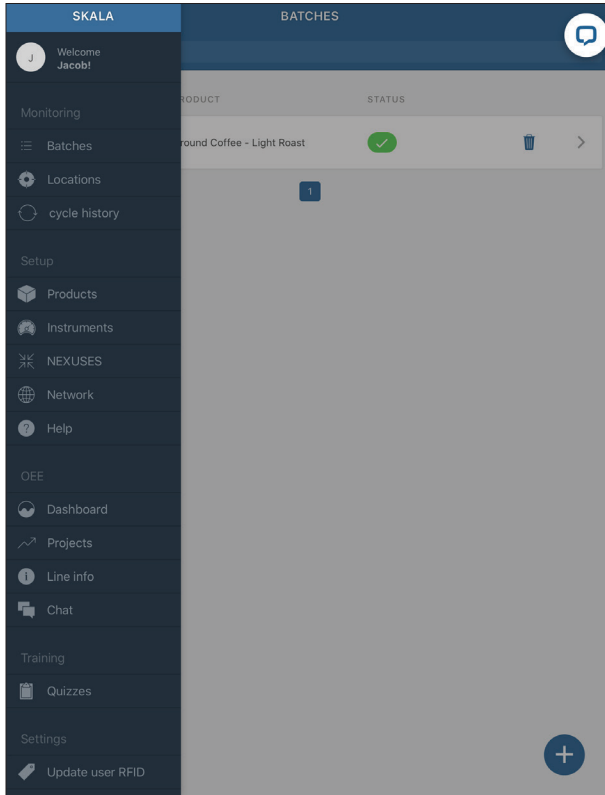 SKALA
BATCHES
J
Welcome
Jacob!
Monitoring
Batches
Locations
cycle history
Setup
Products
Instruments
NEXUSES
Network
Help
OEE
Dashboard
Projects
Line info
Chat
Training
Quizzes
Settings
Update user RFID
RODUCT
STATUS
round Coffee - Light Roast
1